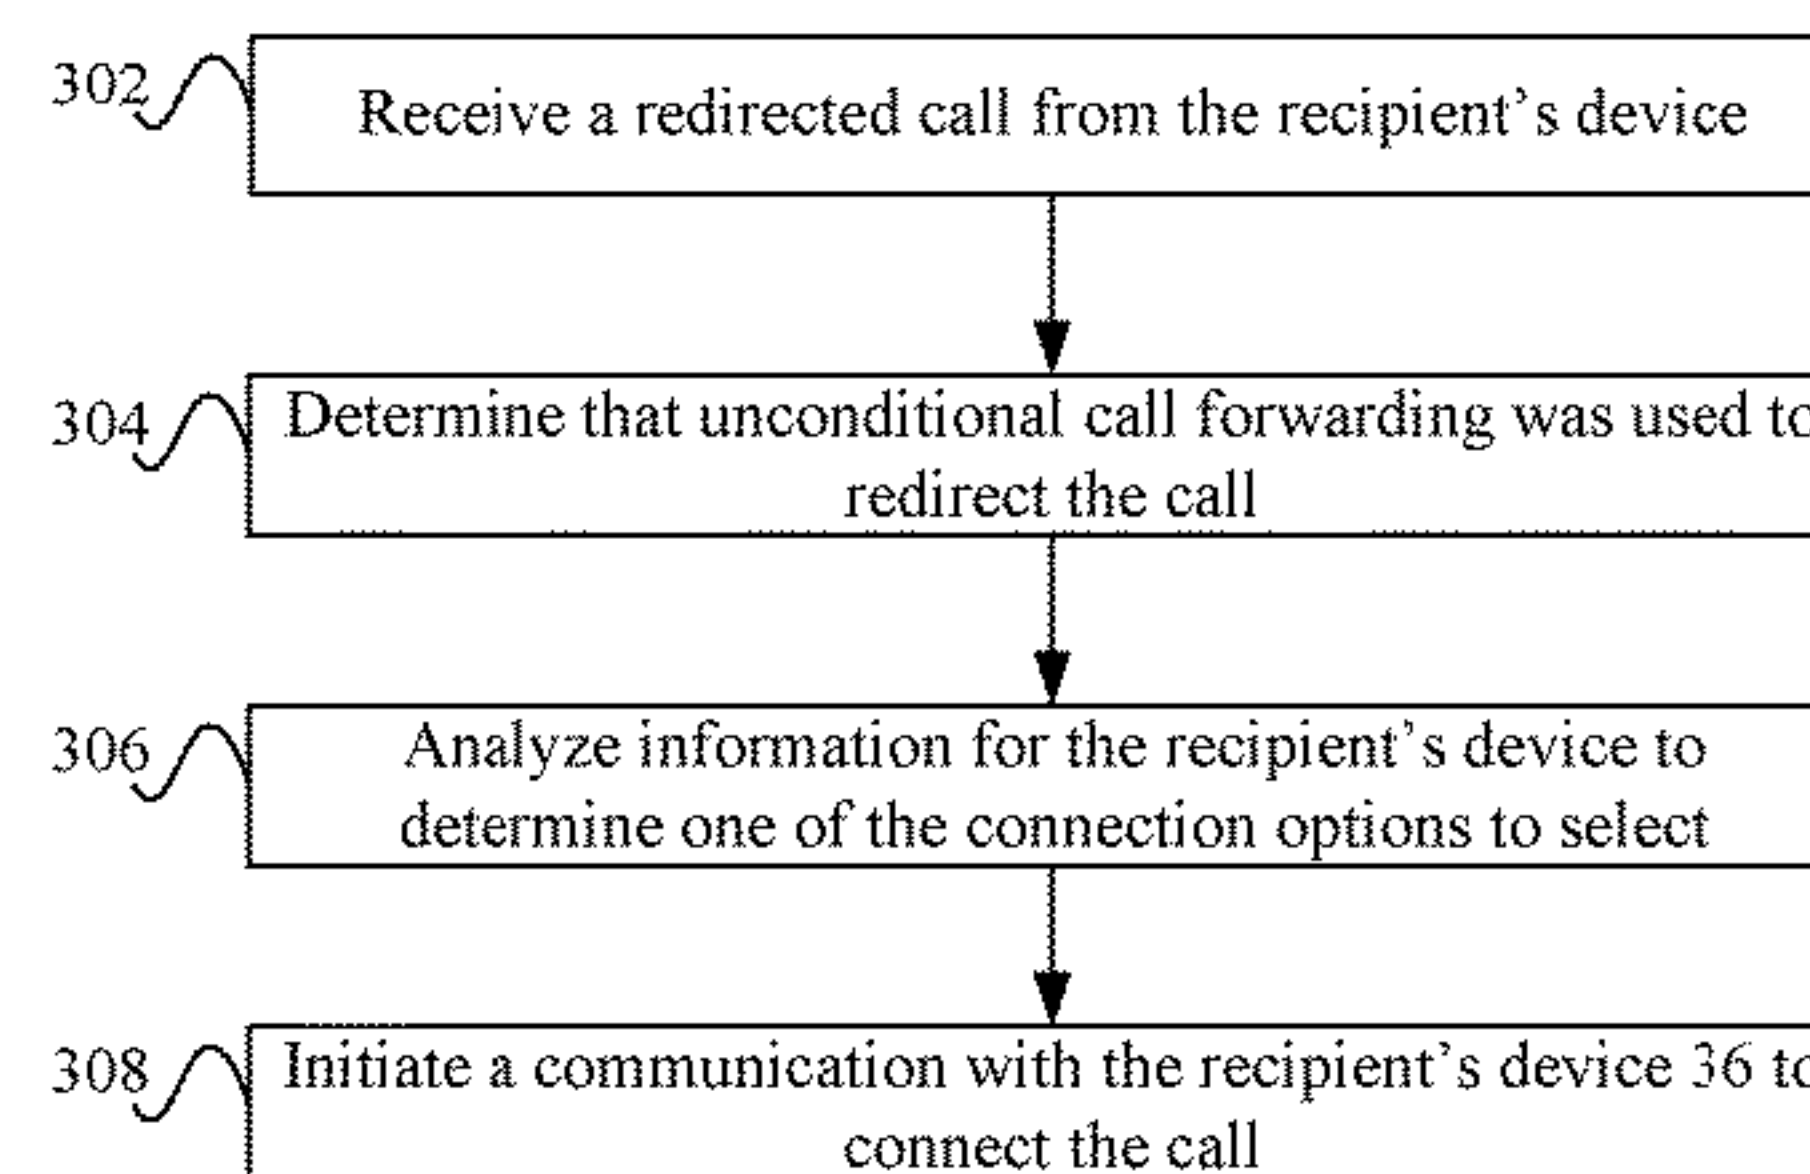 302
Receive a redirected call from the recipient's device
304
Determine that unconditional call forwarding was used to
redirect the call
306
Analyze information for the recipient's device to
determine one of the connection options to select
308
Initiate a communication with the recipient's device 36 to
connect the call